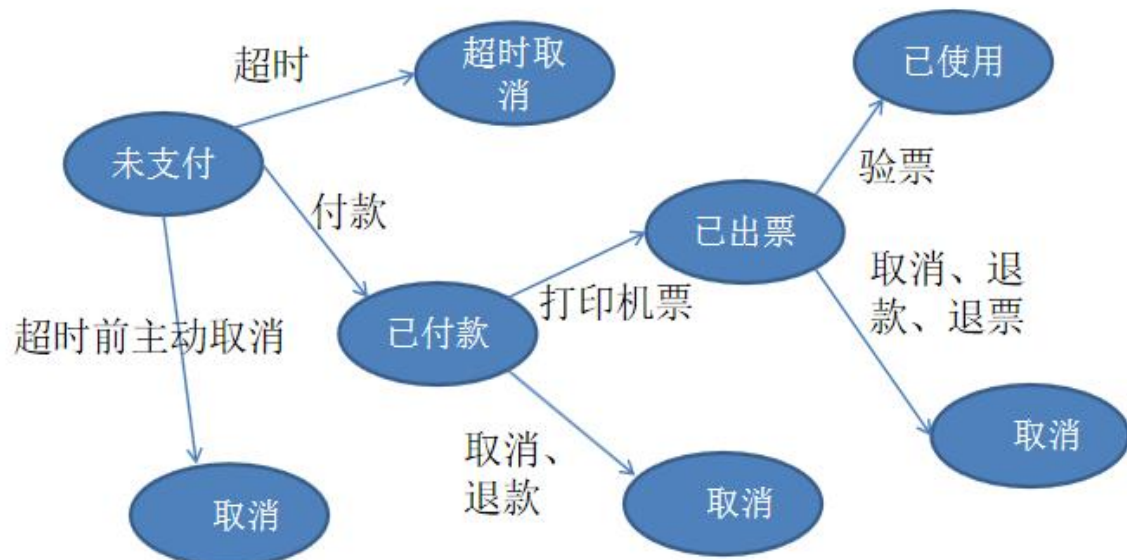 超时
超时取
消
已使用
未支付
验票
付款
已出票
取消、退
款、退票
打印机票
已付款
超时前主动取消
取消
取消、
退款
取消
取消